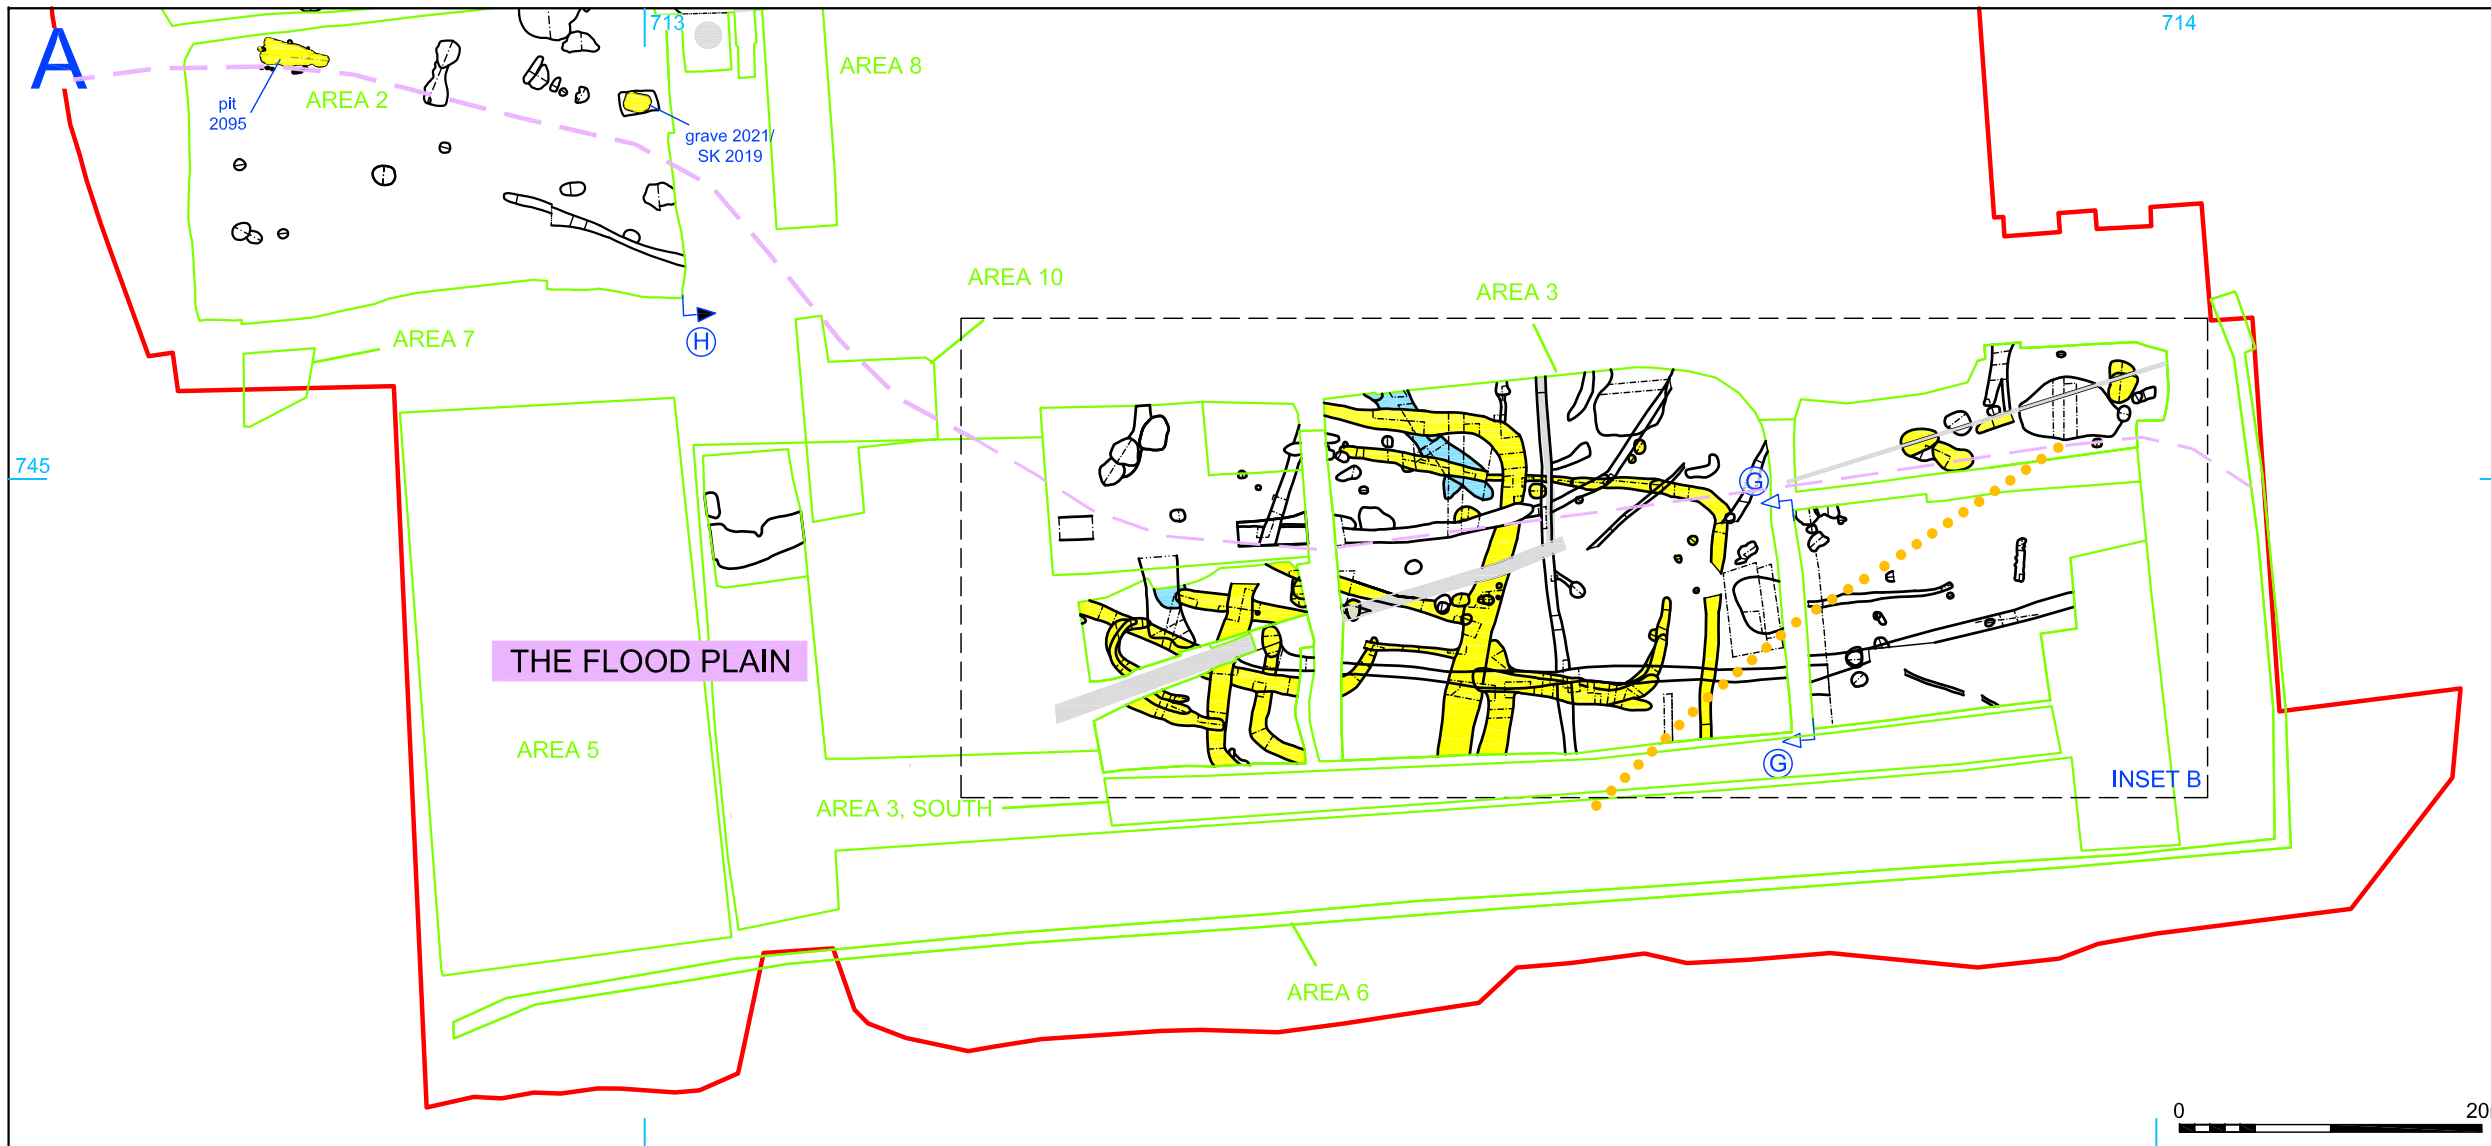 A
713
714
AREA 8
pit
2095
AREA 2
grave 2021/
SK 2019
AREA 10
AREA 3
H
AREA 7
745
G
THE FLOOD PLAIN
AREA 5
G
INSET B
AREA 3, SOUTH
AREA 6
0
20